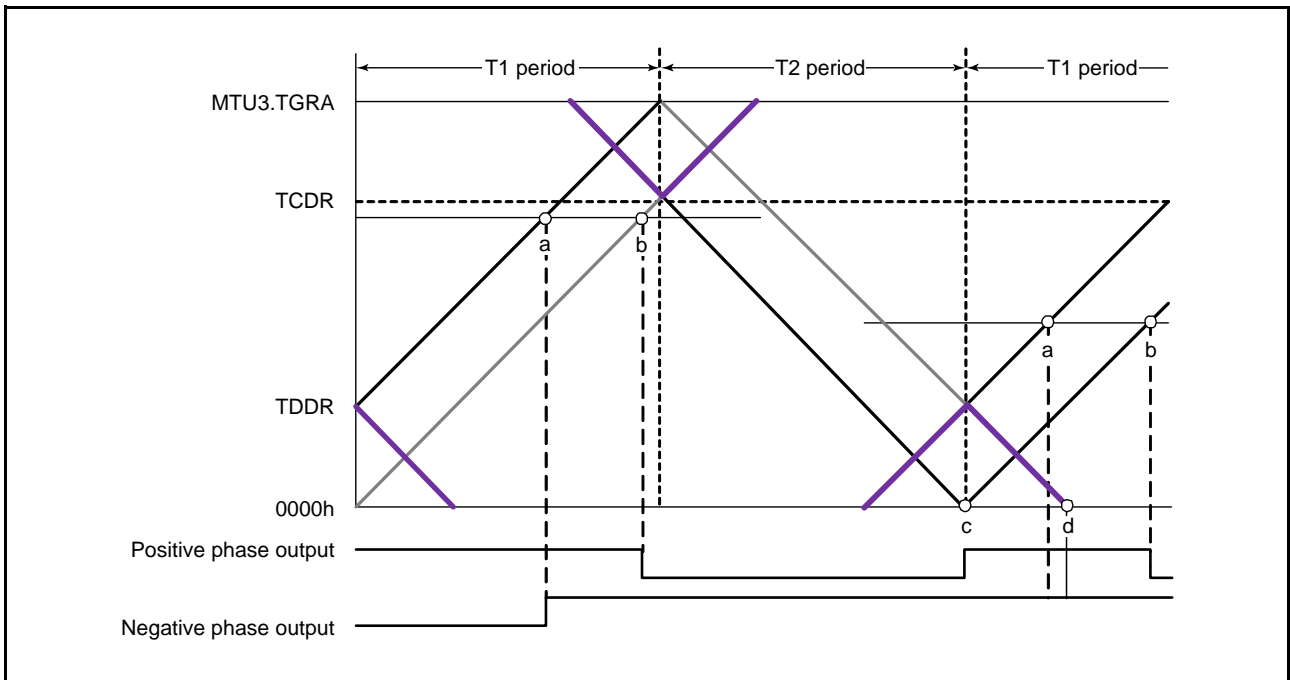 T1 period
T2 period
T1 period
MTU3.TGRA
TCDR
a
b
a
b
TDDR
0000h
c
d
Positive phase output
Negative phase output